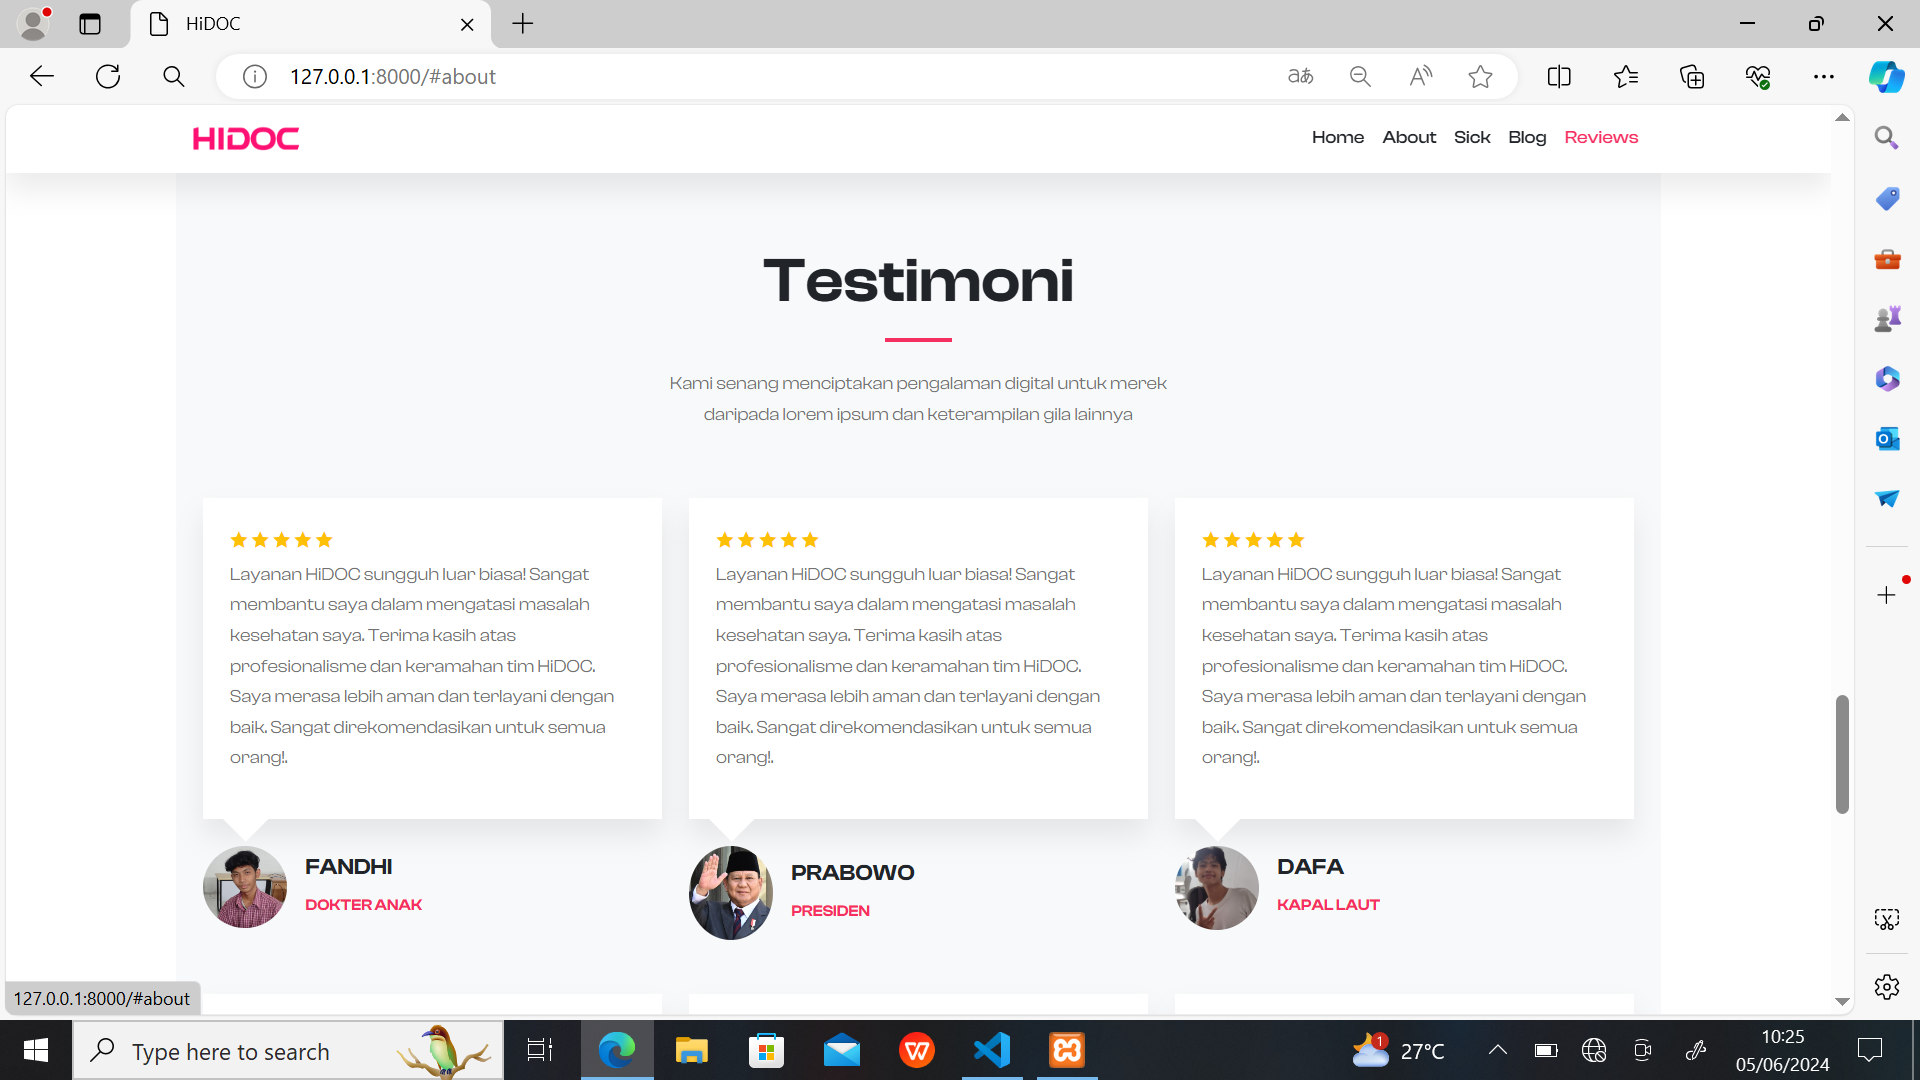 HiDOC
127.0.0.1:8000/#about
HIDOC
Home About Sick Blog Reviews
Testimoni
Kami senang menciptakan pengalaman digital untuk merek
daripada lorem ipsum dan keterampilan gila lainnya
Layanan HiDOC sungguh luar biasa! Sangat
membantu saya dalam mengatasi masalah
kesehatan saya. Terima kasih atas
profesionalisme dan keramahan tim HiDOC.
Saya merasa lebih aman dan terlayani dengan
baik. Sangat direkomendasikan untuk semua
orang!.
FANDHI
DOKTER ANAK
Layanan HiDOC sungguh luar biasa! Sangat
membantu saya dalam mengatasi masalah
kesehatan saya. Terima kasih atas
profesionalisme dan keramahan tim HiDOC.
Saya merasa lebih aman dan terlayani dengan
baik. Sangat direkomendasikan untuk semua
orang!.
PRABOWO
PRESIDEN
Layanan HiDOC sungguh luar biasa! Sangat
membantu saya dalam mengatasi masalah
kesehatan saya. Terima kasih atas
profesionalisme dan keramahan tim HiDOC.
Saya merasa lebih aman dan terlayani dengan
baik. Sangat direkomendasikan untuk semua
orang!.
DAFA
KAPAL LAUT
127.0.0.1:8000/#about
Type here to search
1
27°C
10:25
05/06/2024